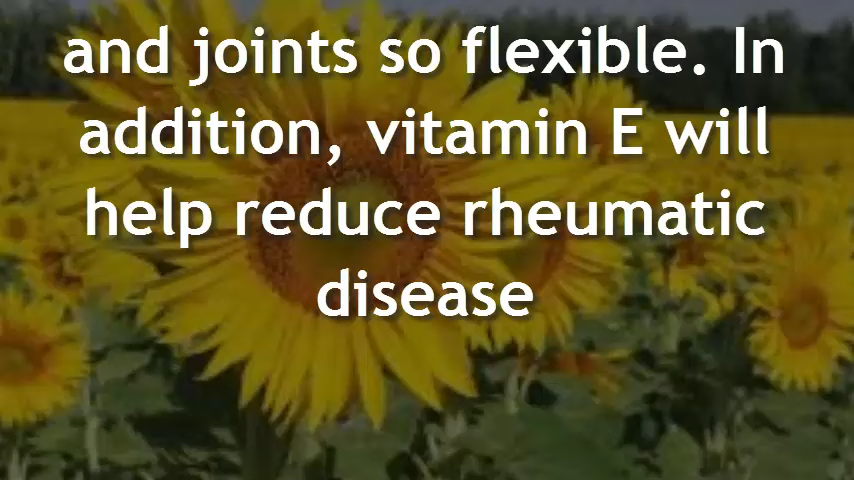 and joints so flexible. In
addition, vitamin E will
help reduce rheumatic
disease